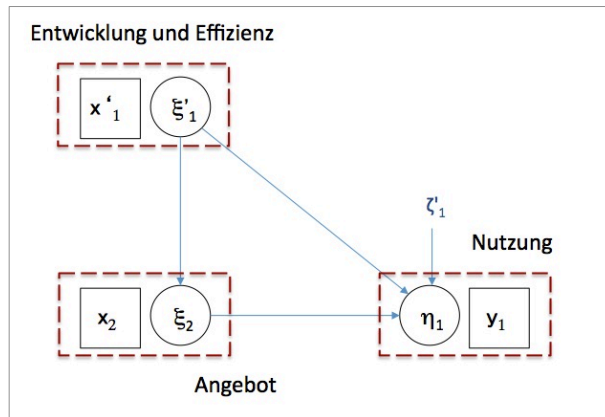 Entwicklung und Effizienz
x‘₁ ξ'₁
ζ'₁
Nutzung
x₂ ξ₂ η₁ y₁
Angebot